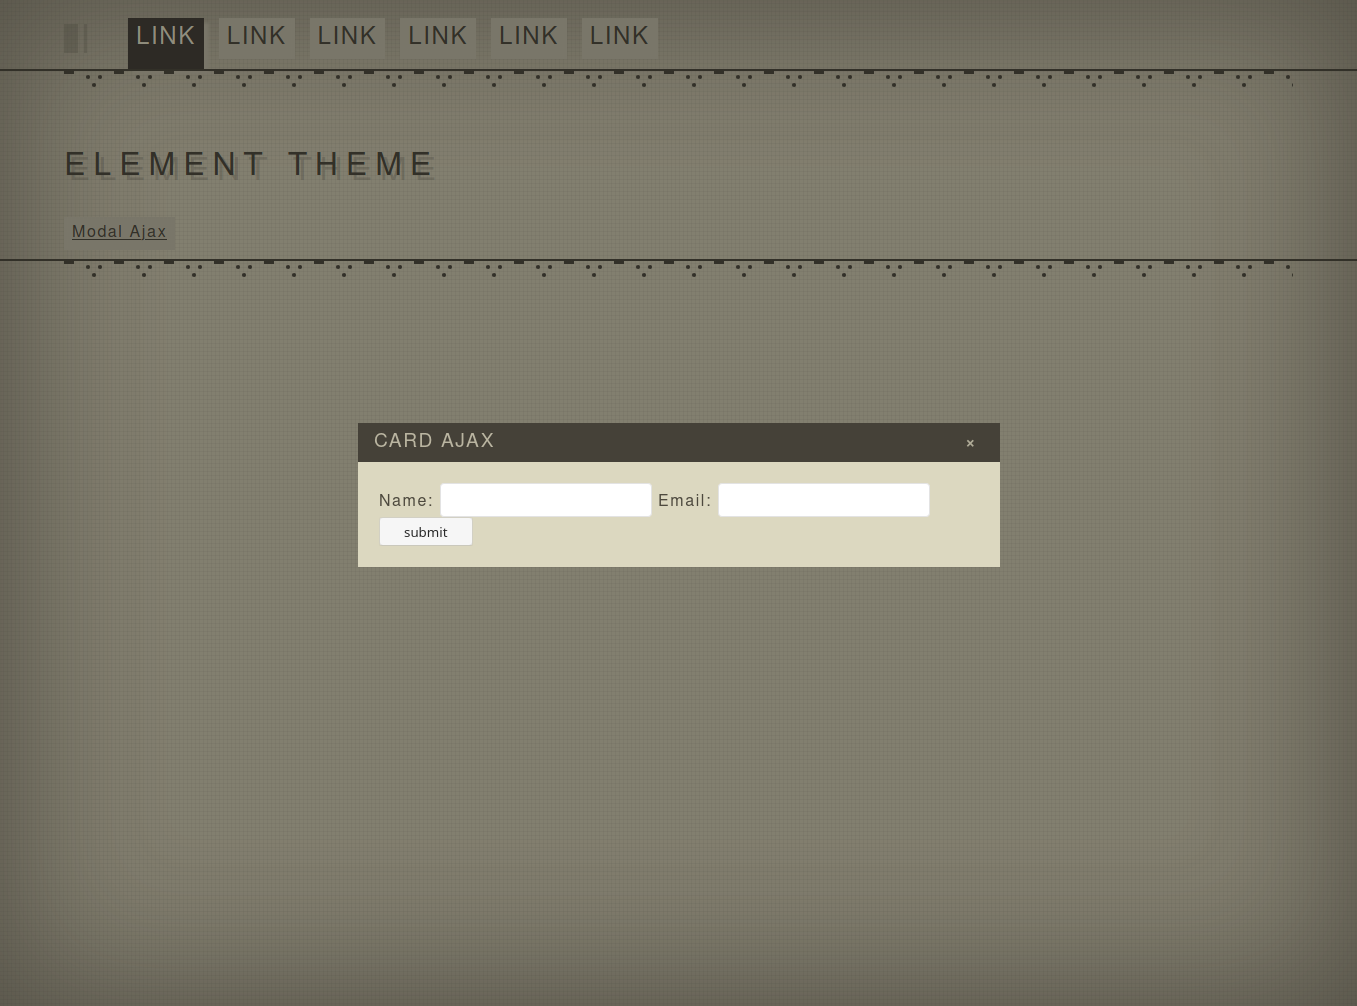 LINK LINK LINK LINK LINK LINK
ELEMENT THEME
Modal Ajax
CARD AJAX ×
Name: Email:
submit